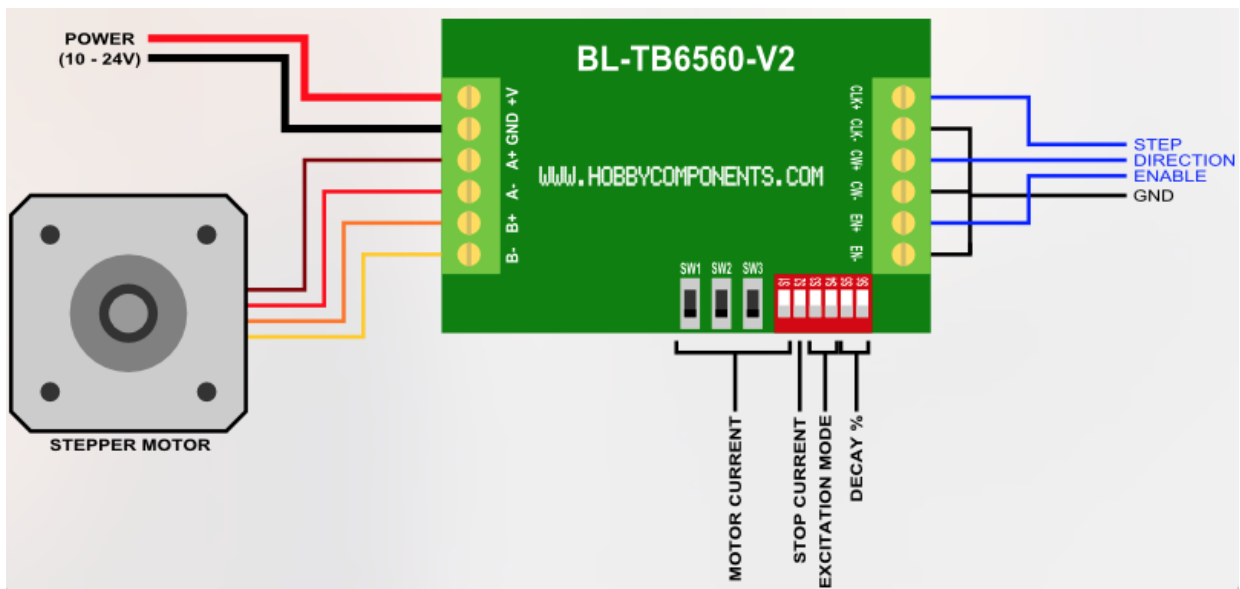 POWER
(10 - 24V)
BL-TB6560-V2
+V
GND
A+
A-
B+
B-
WWW.HOBBYCOMPONENTS.COM
CLK+
CLK-
CW+
CW-
EN+
EN-
STEP
DIRECTION
ENABLE
GND
SW1 SW2 SW3
S1 S2 S3 S4 S5 S6
STEPPER MOTOR
MOTOR CURRENT
STOP CURRENT
EXCITATION MODE
DECAY %